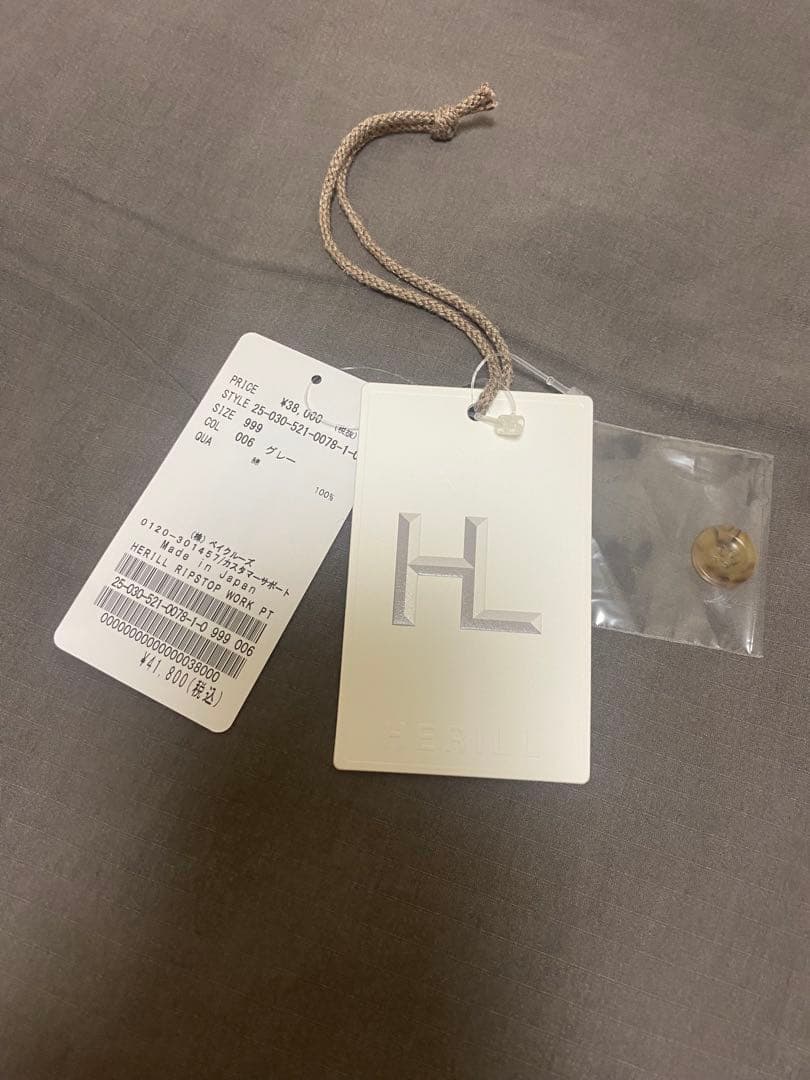 PRICE ¥38,000 (税抜)
STYLE 25-030-521-0078-1-0
SIZE 999
COL 006 グレー
QUA 綿 100%
(株) ベイクルーズ
0120-301457/カスタマーサポート
Made in Japan
HERILL RIPSTOP WORK PT
25-030-521-0078-1-0 999 006
0000000000000038000
¥41,800(税込)
HL
HERILL